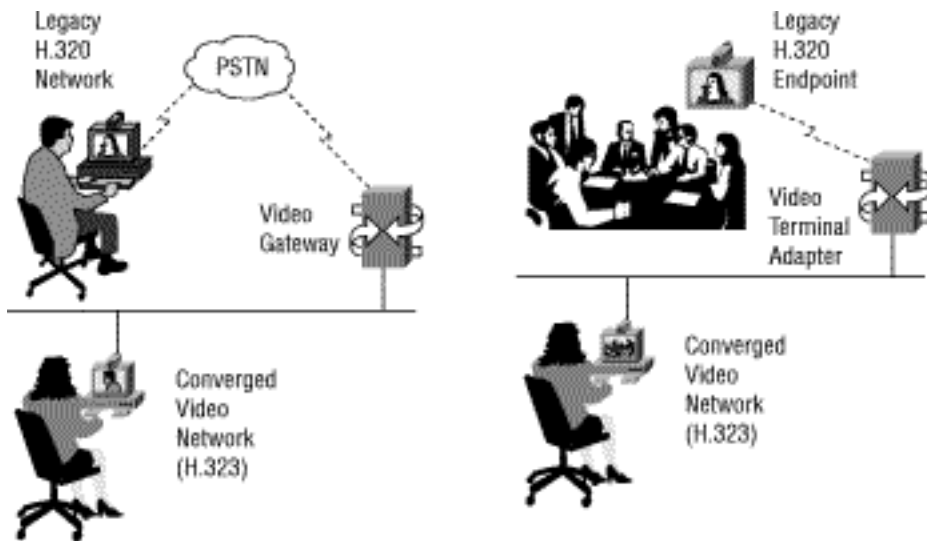 Legacy
H.320
Network
PSTN
Video
Gateway
Converged
Video
Network
(H.323)
Legacy
H.320
Endpoint
Video
Terminal
Adapter
Converged
Video
Network
(H.323)